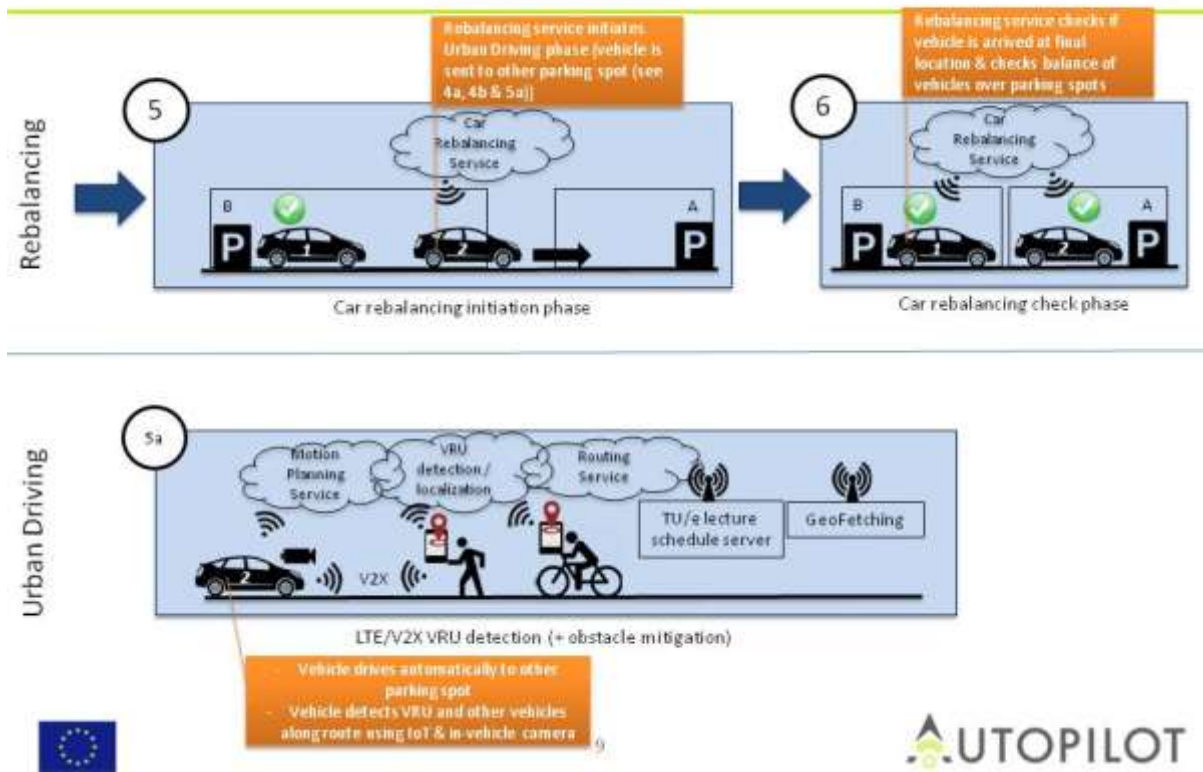 Rebalancing
Rebalancing service initiates
Urban Driving phase (vehicle is
sent to other parking spot (see
4a, 4b & 5a))
5
Car
Rebalancing
Service
B
A
P
1
2
P
Car rebalancing initiation phase
Rebalancing service checks if
vehicle is arrived at final
location & checks balance of
vehicles over parking spots
6
Car
Rebalancing
Service
B
A
P
1
2
P
Car rebalancing check phase
Urban Driving
5a
Motion
Planning
Service
VRU
detection /
localization
Routing
Service
TU/e lecture
schedule server
GeoFetching
2
V2X
LTE/V2X VRU detection (+ obstacle mitigation)
- Vehicle drives automatically to other
parking spot
- Vehicle detects VRU and other vehicles
along route using IoT & in-vehicle camera
9
AUTOPILOT